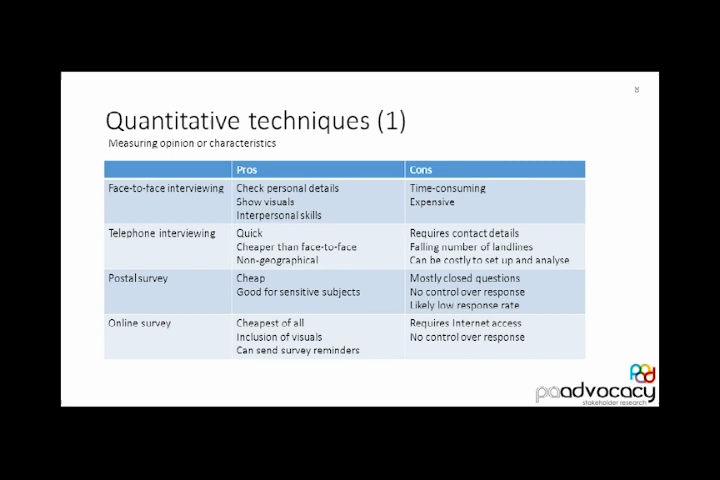 8
Quantitative techniques (1)
Measuring opinion or characteristics
Pros Cons
Face-to-face interviewing Check personal details Time-consuming
Show visuals Expensive
Interpersonal skills
Telephone interviewing Quick Requires contact details
Cheaper than face-to-face Falling number of landlines
Non-geographical Can be costly to set up and analyse
Postal survey Cheap Mostly closed questions
Good for sensitive subjects No control over response
Likely low response rate
Online survey Cheapest of all Requires Internet access
Inclusion of visuals No control over response
Can send survey reminders
paadvocacy
stakeholder research